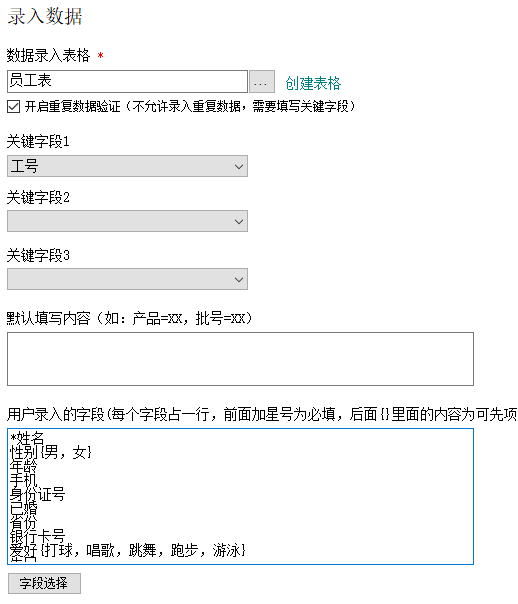 录入数据
数据录入表格 *
员工表 ... 创建表格
开启重复数据验证（不允许录入重复数据，需要填写关键字段）
关键字段1
工号
关键字段2
关键字段3
默认填写内容（如：产品=XX，批号=XX）
用户录入的字段(每个字段占一行，前面加星号为必填，后面{}里面的内容为可先项
*姓名
性别{男，女}
年龄
手机
身份证号
已婚
省份
银行卡号
爱好{打球，唱歌，跳舞，跑步，游泳}
字段选择